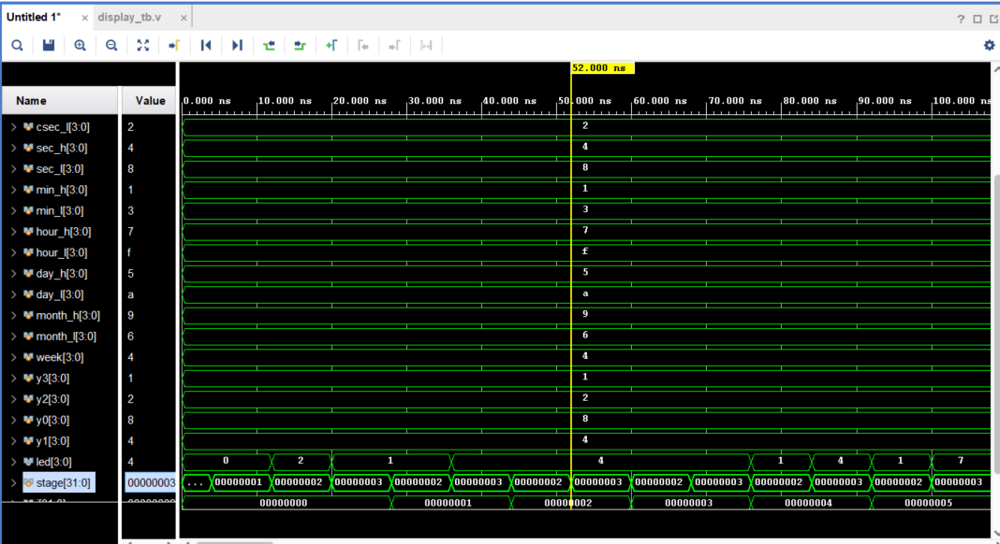 Untitled 1* × display_tb.v ×
52.000 ns
Name Value 0.000 ns 10.000 ns 20.000 ns 30.000 ns 40.000 ns 50.000 ns 60.000 ns 70.000 ns 80.000 ns 90.000 ns 100.000 ns
csec_l[3:0] 2 2
sec_h[3:0] 4 4
sec_l[3:0] 8 8
min_h[3:0] 1 1
min_l[3:0] 3 3
hour_h[3:0] 7 7
hour_l[3:0] f f
day_h[3:0] 5 5
day_l[3:0] a a
month_h[3:0] 9 9
month_l[3:0] 6 6
week[3:0] 4 4
y3[3:0] 1 1
y2[3:0] 2 2
y0[3:0] 8 8
y1[3:0] 4 4
led[3:0] 4 0 2 1 4 1 4 1 7
stage[31:0] 00000003 ... 00000001 00000002 00000003 00000002 00000003 00000002 00000003 00000002 00000003 00000002 00000003 00000002 00000003
00000000 00000001 00000002 00000003 00000004 00000005